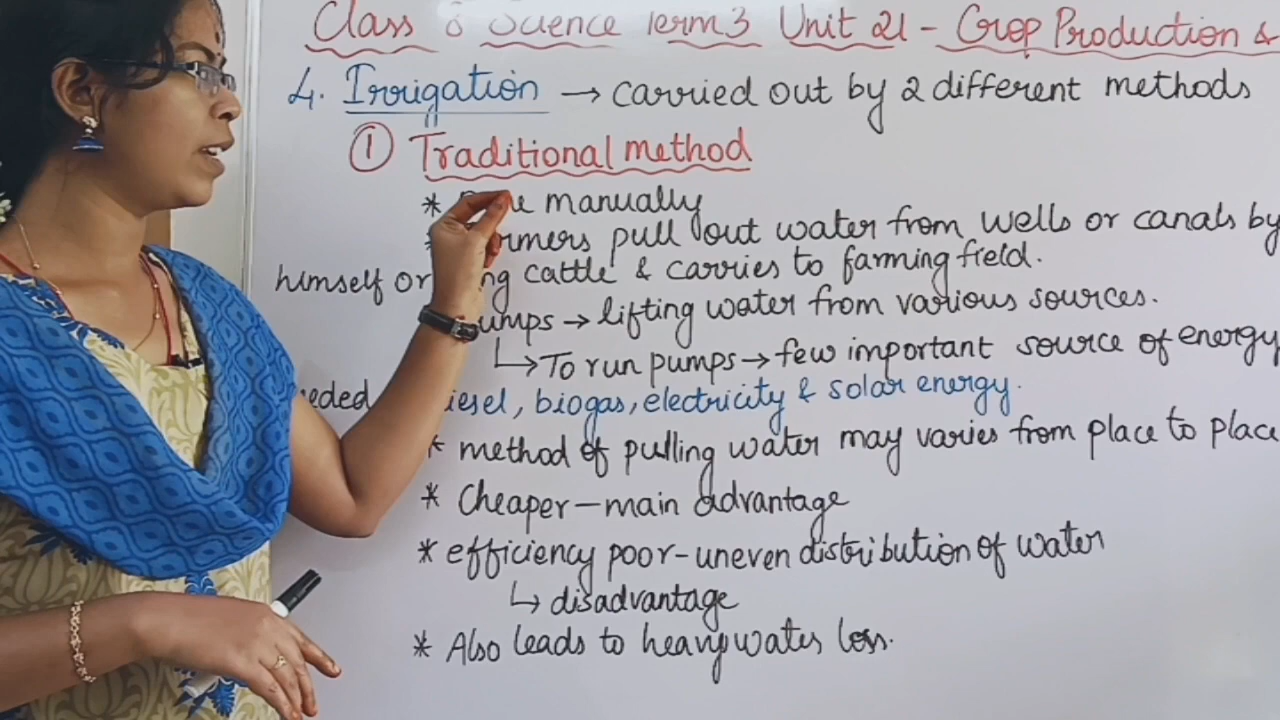 Class 8 Science Term 3 Unit 21 - Crop Production &
4. Irrigation → carried out by 2 different methods
① Traditional method
* manually
* pull out water from wells or canals by
himself or cattle & carries to farming field.
→ lifting water from various sources.
↳ To run pumps → few important source of energy
, biogas, electricity & solar energy.
* method of pulling water may varies from place to place
* Cheaper - main advantage
* efficiency poor - uneven distribution of water
↳ disadvantage
* Also leads to heavy water loss.